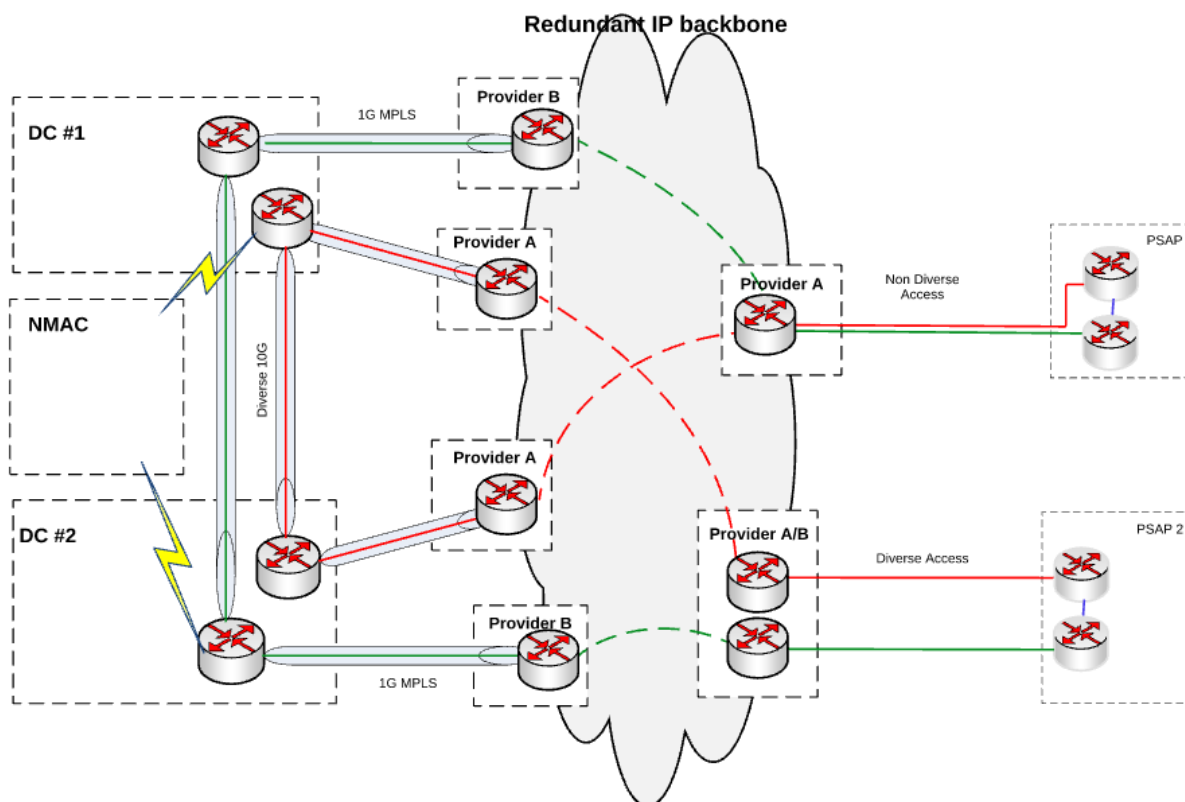 Redundant IP backbone
Provider B
1G MPLS
DC #1
Provider A
PSAP
Non Diverse
Access
Provider A
NMAC
Diverse 10G
Provider A
DC #2
Provider A/B
PSAP 2
Diverse Access
Provider B
1G MPLS